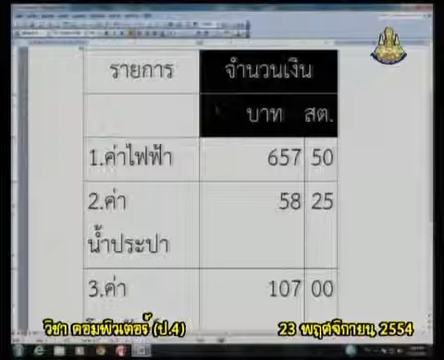 รายการ จำนวนเงิน
บาท สต.
1.ค่าไฟฟ้า 657 50
2.ค่า 58 25
น้ำประปา
3.ค่า 107 00
วิชา คอมพิวเตอร์ (ป.4) 23 พฤศจิกายน 2554